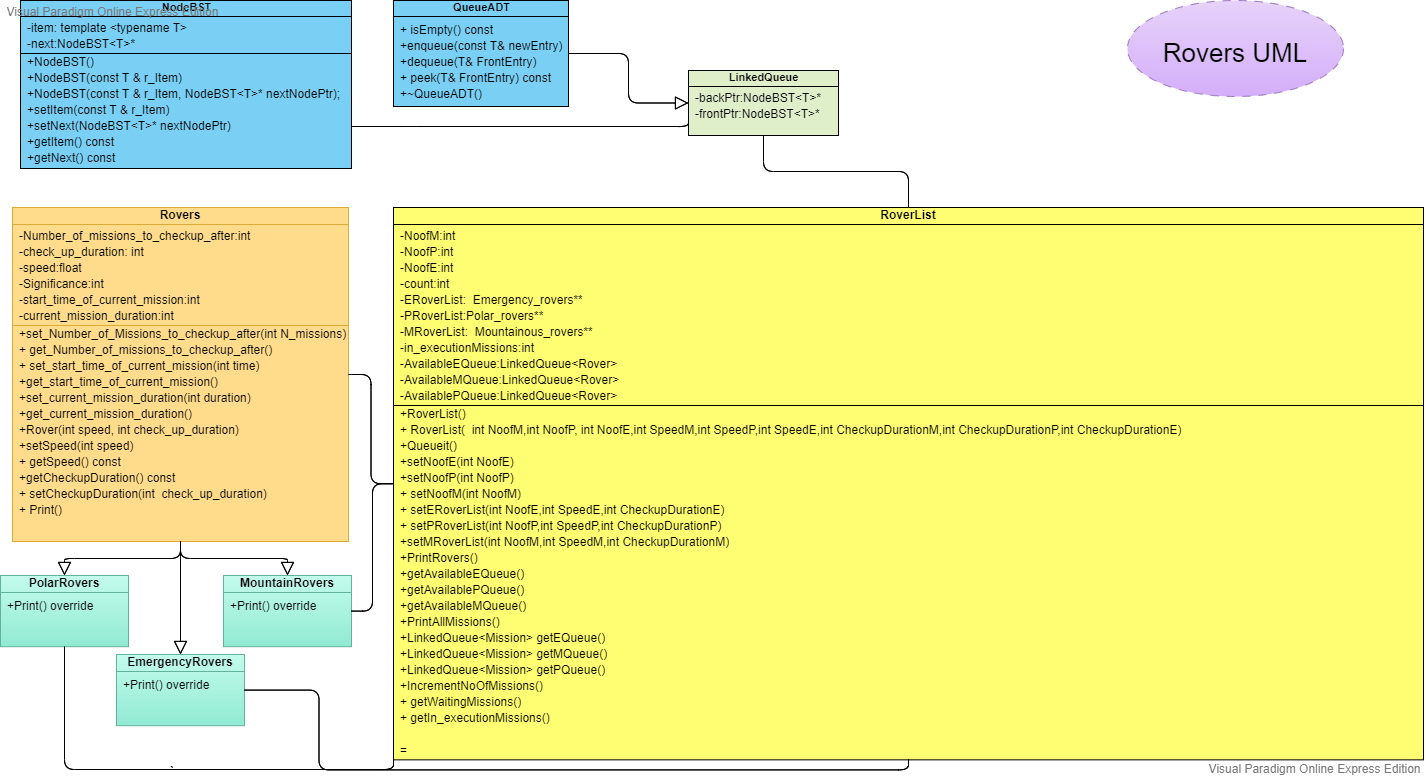 Visual Paradigm Online Express Edition
NodeBST
-item: template <typename T>
-next:NodeBST<T>*
+NodeBST()
+NodeBST(const T & r_Item)
+NodeBST(const T & r_Item, NodeBST<T>* nextNodePtr);
+setItem(const T & r_Item)
+setNext(NodeBST<T>* nextNodePtr)
+getItem() const
+getNext() const
QueueADT
+ isEmpty() const
+enqueue(const T& newEntry)
+dequeue(T& FrontEntry)
+ peek(T& FrontEntry) const
+~QueueADT()
LinkedQueue
-backPtr:NodeBST<T>*
-frontPtr:NodeBST<T>*
Rovers UML
Rovers
-Number_of_missions_to_checkup_after:int
-check_up_duration: int
-speed:float
-Significance:int
-start_time_of_current_mission:int
-current_mission_duration:int
+set_Number_of_Missions_to_checkup_after(int N_missions)
+ get_Number_of_missions_to_checkup_after()
+ set_start_time_of_current_mission(int time)
+get_start_time_of_current_mission()
+set_current_mission_duration(int duration)
+get_current_mission_duration()
+Rover(int speed, int check_up_duration)
+setSpeed(int speed)
+ getSpeed() const
+getCheckupDuration() const
+ setCheckupDuration(int  check_up_duration)
+ Print()
PolarRovers
+Print() override
MountainRovers
+Print() override
EmergencyRovers
+Print() override
RoverList
-NoofM:int
-NoofP:int
-NoofE:int
-count:int
-ERoverList:  Emergency_rovers**
-PRoverList:Polar_rovers**
-MRoverList:  Mountainous_rovers**
-in_executionMissions:int
-AvailableEQueue:LinkedQueue<Rover>
-AvailableMQueue:LinkedQueue<Rover>
-AvailablePQueue:LinkedQueue<Rover>
+RoverList()
+ RoverList(  int NoofM,int NoofP, int NoofE,int SpeedM,int SpeedP,int SpeedE,int CheckupDurationM,int CheckupDurationP,int CheckupDurationE)
+Queueit()
+setNoofE(int NoofE)
+setNoofP(int NoofP)
+ setNoofM(int NoofM)
+ setERoverList(int NoofE,int SpeedE,int CheckupDurationE)
+ setPRoverList(int NoofP,int SpeedP,int CheckupDurationP)
+setMRoverList(int NoofM,int SpeedM,int CheckupDurationM)
+PrintRovers()
+getAvailableEQueue()
+getAvailablePQueue()
+getAvailableMQueue()
+PrintAllMissions()
+LinkedQueue<Mission> getEQueue()
+LinkedQueue<Mission> getMQueue()
+LinkedQueue<Mission> getPQueue()
+IncrementNoOfMissions()
+ getWaitingMissions()
+ getIn_executionMissions()
=
`
Visual Paradigm Online Express Edition